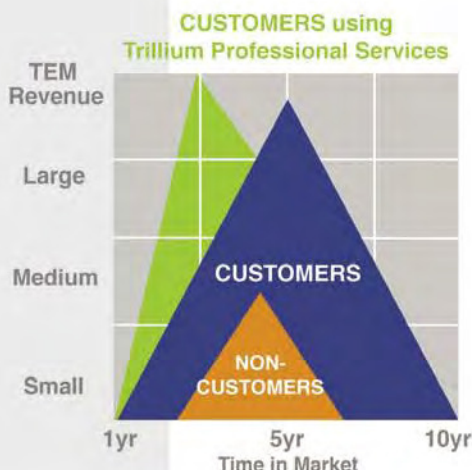 CUSTOMERS using
Trillium Professional Services
TEM
Revenue
Large
Medium
Small
CUSTOMERS
NON-
CUSTOMERS
1yr
5yr
10yr
Time in Market